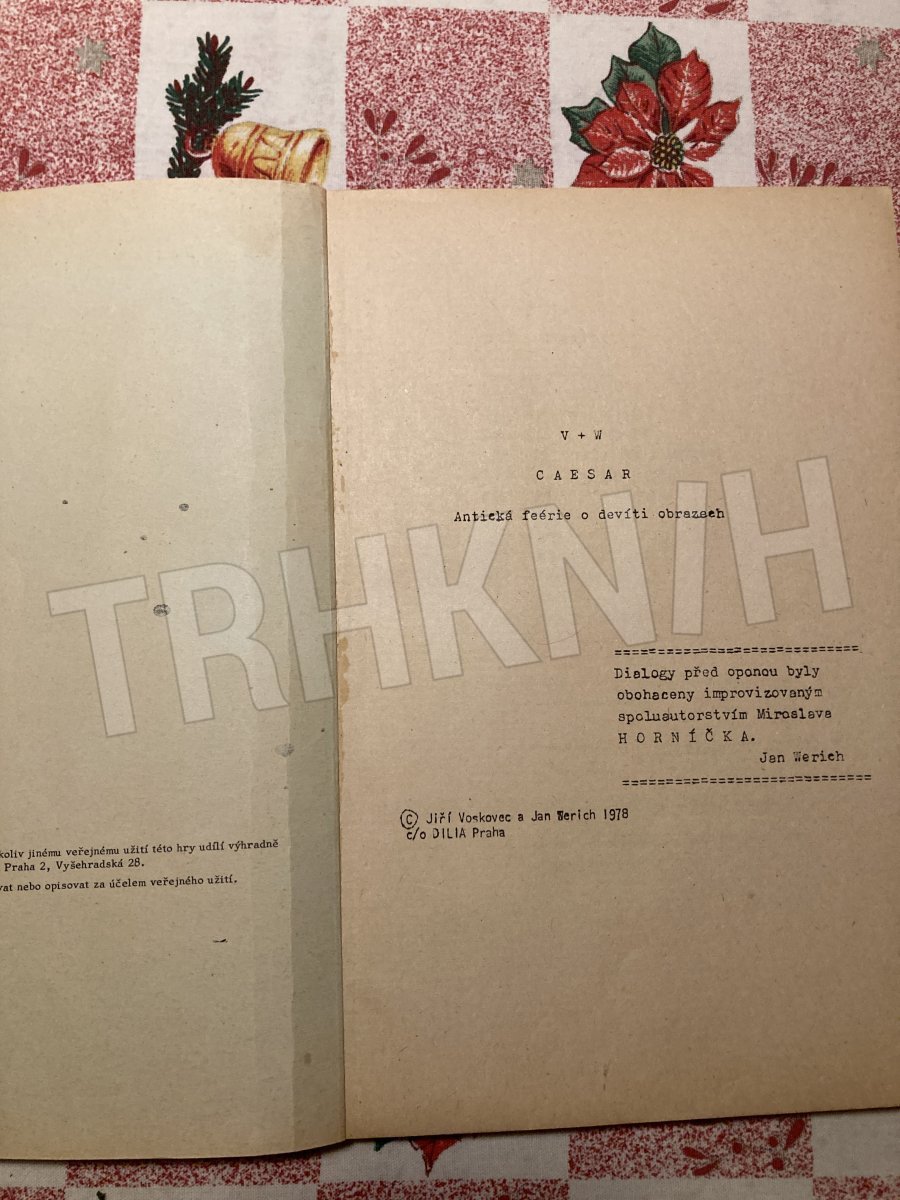 koliv jinému veřejnému užití této hry udílí výhradně
Praha 2, Vyšehradská 28.
vat nebo opisovat za účelem veřejného užití.
V + W
C A E S A R
Antická feérie o devíti obrazech
TRHKNIH
=============================
Dialogy před oponou byly
obohaceny improvizovaným
spoluautorstvím Miroslava
H O R N Í Č K A.
Jan Werich
=============================
© Jiří Voskovec a Jan Werich 1978
c/o DILIA Praha